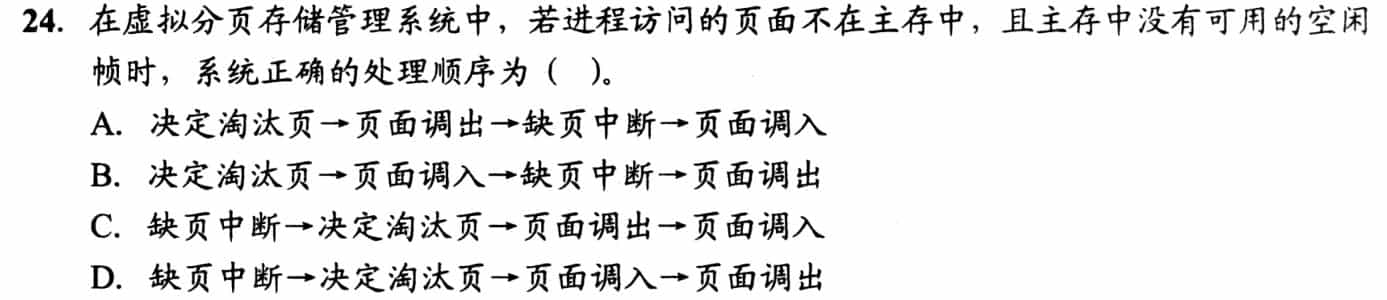 24. 在虚拟分页存储管理系统中，若进程访问的页面不在主存中，且主存中没有可用的空闲
帧时，系统正确的处理顺序为（ ）。
A. 决定淘汰页→页面调出→缺页中断→页面调入
B. 决定淘汰页→页面调入→缺页中断→页面调出
C. 缺页中断→决定淘汰页→页面调出→页面调入
D. 缺页中断→决定淘汰页→页面调入→页面调出